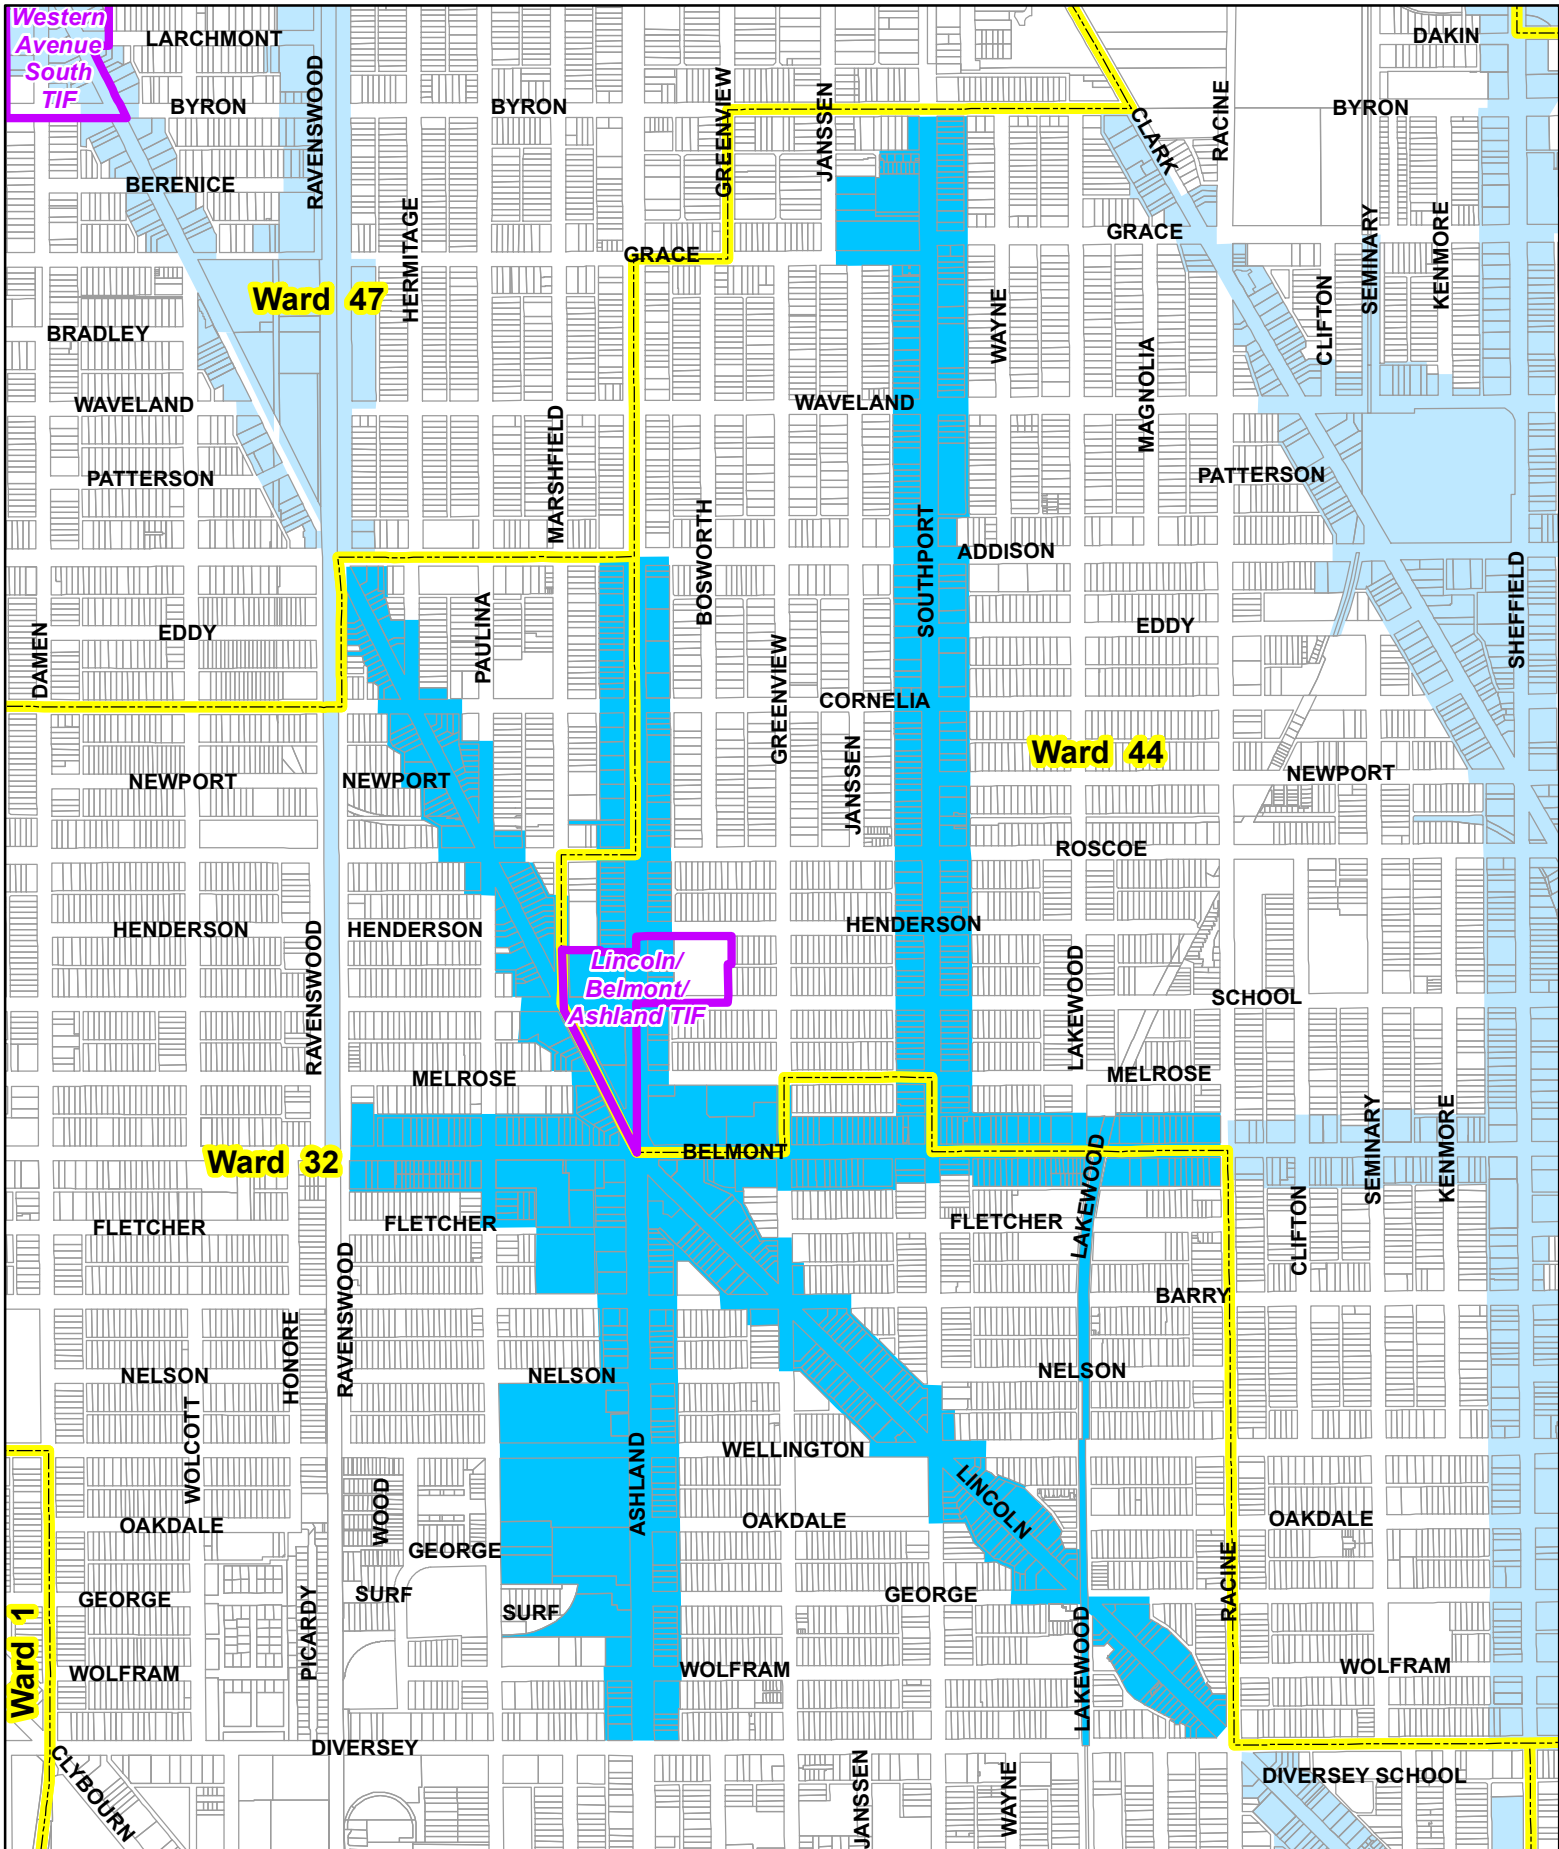 Western
Avenue
South
TIF
LARCHMONT
DAKIN
BYRON
BYRON
BYRON
RAVENSWOOD
GREENVIEW
JANSSEN
CLARK
RACINE
BERENICE
HERMITAGE
GRACE
GRACE
SEMINARY
KENMORE
Ward 47
BRADLEY
WAYNE
CLIFTON
MAGNOLIA
WAVELAND
WAVELAND
MARSHFIELD
PATTERSON
PATTERSON
BOSWORTH
SOUTHPORT
ADDISON
SHEFFIELD
DAMEN
EDDY
PAULINA
EDDY
GREENVIEW
CORNELIA
Ward 44
NEWPORT
NEWPORT
JANSSEN
NEWPORT
ROSCOE
HENDERSON
HENDERSON
HENDERSON
RAVENSWOOD
Lincoln/
Belmont/
Ashland TIF
LAKEWOOD
SCHOOL
MELROSE
MELROSE
Ward 32
BELMONT
LAKEWOOD
SEMINARY
KENMORE
FLETCHER
FLETCHER
FLETCHER
CLIFTON
RAVENSWOOD
BARRY
HONORE
NELSON
NELSON
NELSON
WOLCOTT
WELLINGTON
ASHLAND
LINCOLN
WOOD
OAKDALE
OAKDALE
OAKDALE
GEORGE
RACINE
GEORGE
SURF
SURF
GEORGE
Ward 1
PICARDY
LAKEWOOD
WOLFRAM
WOLFRAM
WOLFRAM
DIVERSEY
CLYBOURN
JANSSEN
WAYNE
DIVERSEY SCHOOL